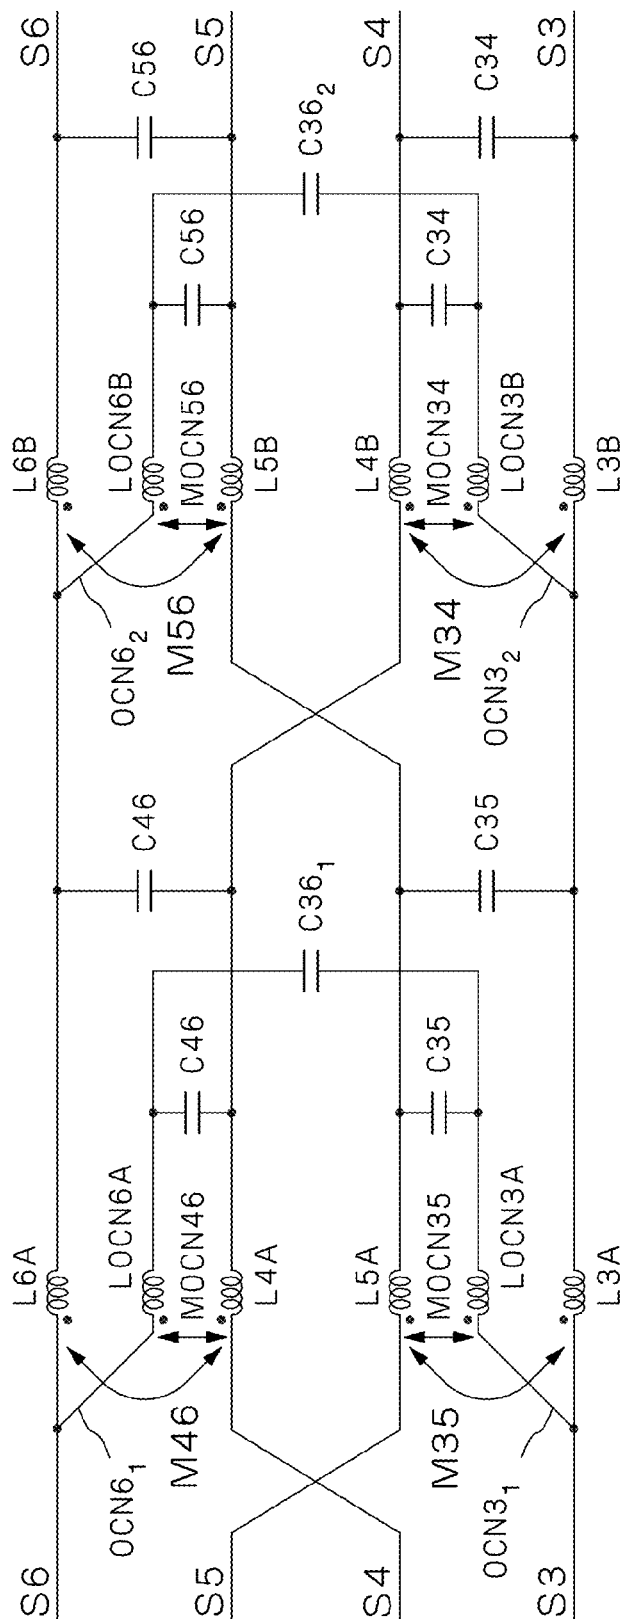 S6
S5
S4
S3
C56
C34
C36₂
C56
C34
L6B
LOCN6B
MOCN56
L5B
L4B
MOCN34
LOCN3B
L3B
OCN6₂
M56
M34
OCN3₂
C46
C35
C36₁
C46
C35
L6A
LOCN6A
MOCN46
L4A
L5A
MOCN35
LOCN3A
L3A
OCN6₁
M46
M35
OCN3₁
S6
S5
S4
S3